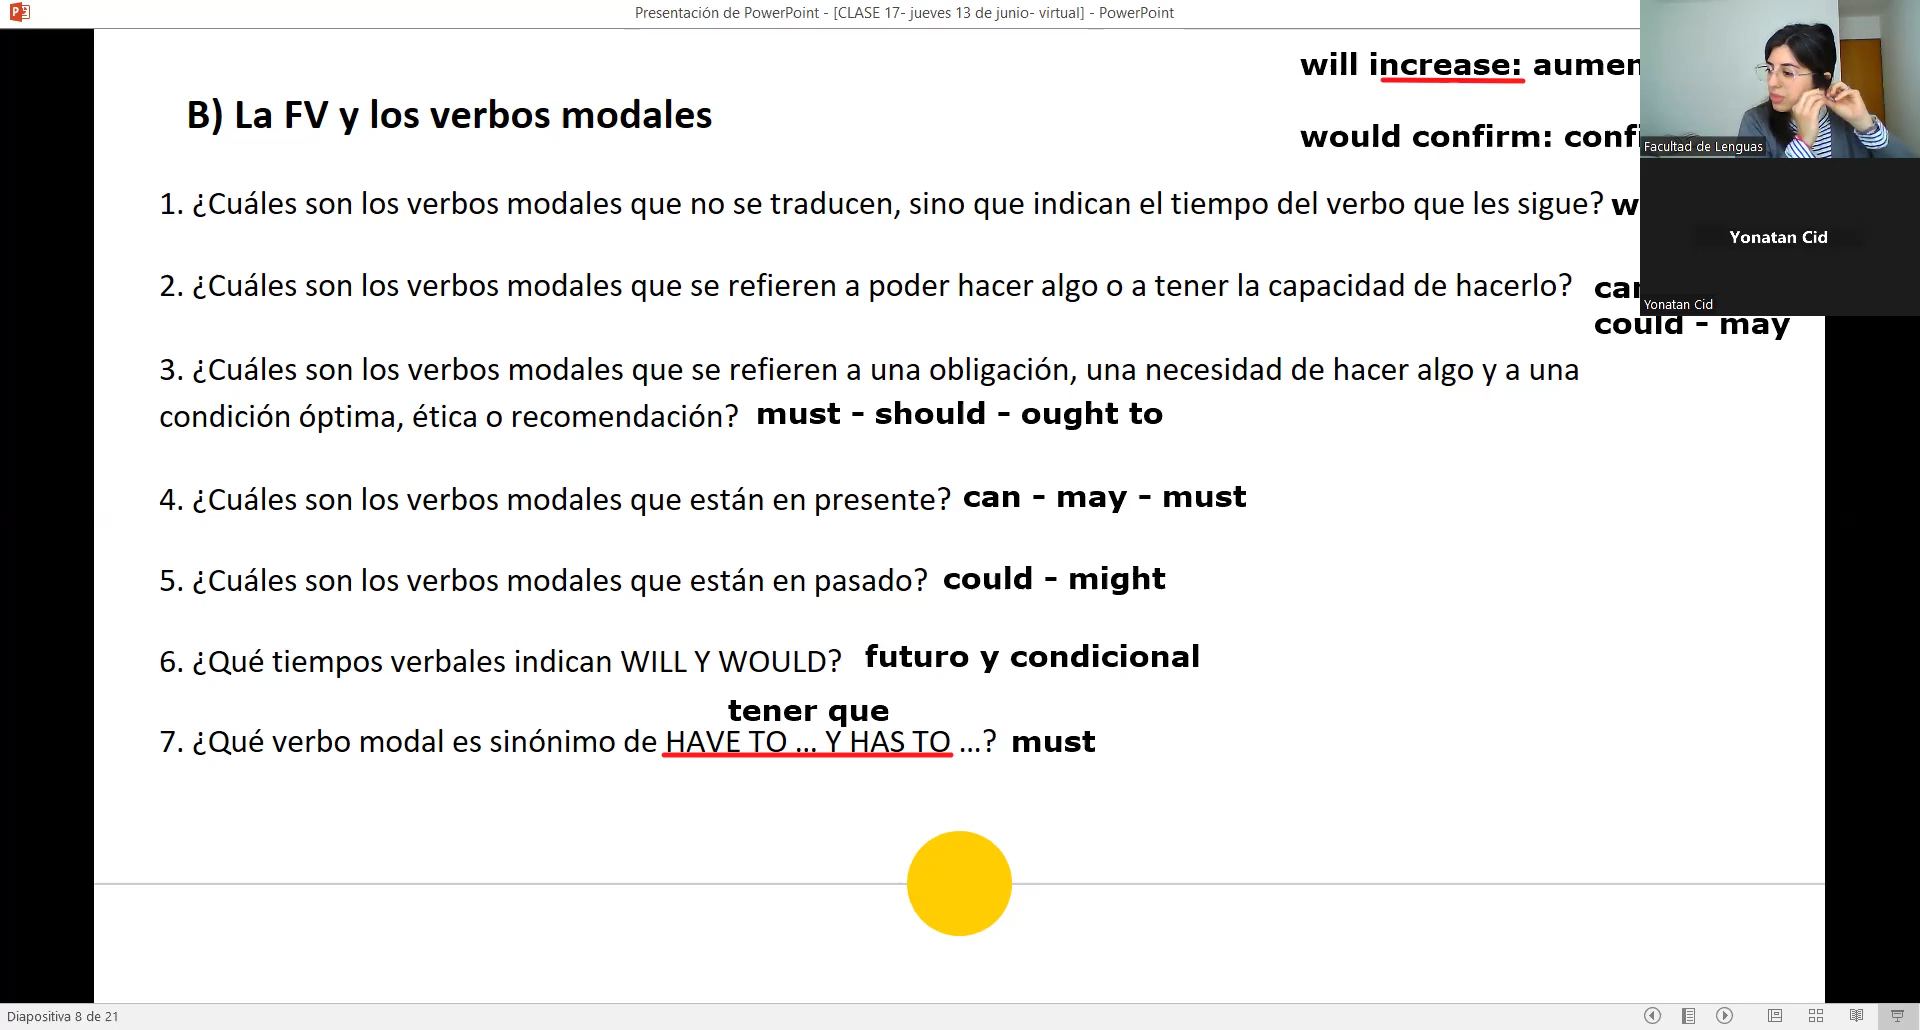 Presentación de PowerPoint - [CLASE 17- jueves 13 de junio- virtual] - PowerPoint
will increase:
B) La FV y los verbos modales
would confirm:
Facultad de Lenguas
1. ¿Cuáles son los verbos modales que no se traducen, sino que indican el tiempo del verbo que les sigue?
Yonatan Cid
2. ¿Cuáles son los verbos modales que se refieren a poder hacer algo o a tener la capacidad de hacerlo?
Yonatan Cid
could - may
3. ¿Cuáles son los verbos modales que se refieren a una obligación, una necesidad de hacer algo y a una
condición óptima, ética o recomendación? must - should - ought to
4. ¿Cuáles son los verbos modales que están en presente? can - may - must
5. ¿Cuáles son los verbos modales que están en pasado? could - might
6. ¿Qué tiempos verbales indican WILL Y WOULD? futuro y condicional
tener que
7. ¿Qué verbo modal es sinónimo de HAVE TO ... Y HAS TO ...? must
Diapositiva 8 de 21